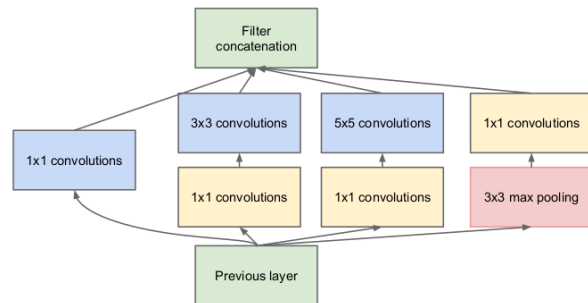 Filter
concatenation
3x3 convolutions
5x5 convolutions
1x1 convolutions
1x1 convolutions
1x1 convolutions
1x1 convolutions
3x3 max pooling
Previous layer